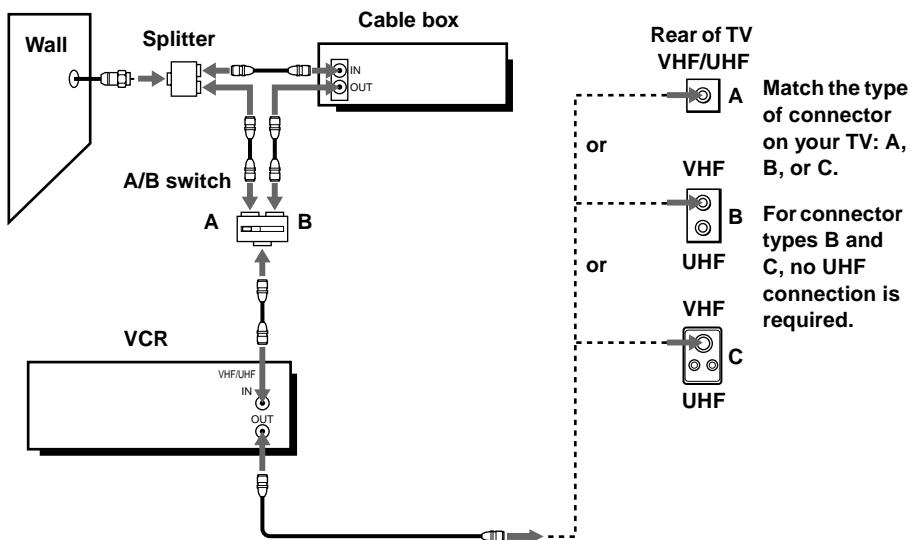 Cable box
Wall
Splitter
IN
OUT
A/B switch
A
B
VCR
VHF/UHF
IN
OUT
Rear of TV
VHF/UHF
A
or
VHF
B
UHF
or
VHF
C
UHF
Match the type
of connector
on your TV: A,
B, or C.
For connector
types B and
C, no UHF
connection is
required.